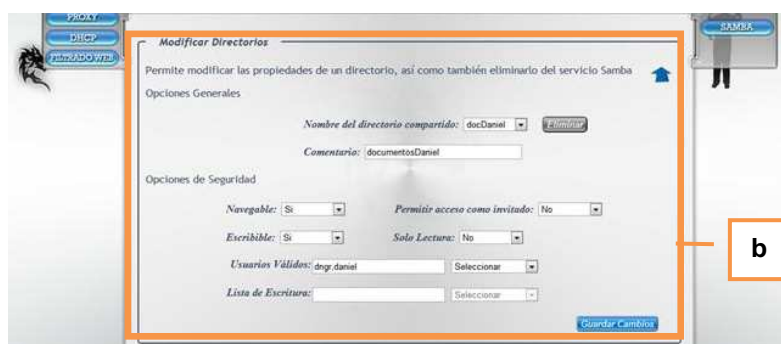 PROXY
DHCP
FILTRADO WEB
SAMBA
Modificar Directorios
Permite modificar las propiedades de un directorio, así como también eliminarlo del servicio Samba
Opciones Generales
Nombre del directorio compartido: docDaniel Eliminar
Comentario: documentosDaniel
Opciones de Seguridad
Navegable: Si Permitir acceso como invitado: No
Escribible: Si Solo Lectura: No
Usuarios Válidos: dngr,daniel Seleccionar
Lista de Escritura: Seleccionar
Guardar Cambios
b